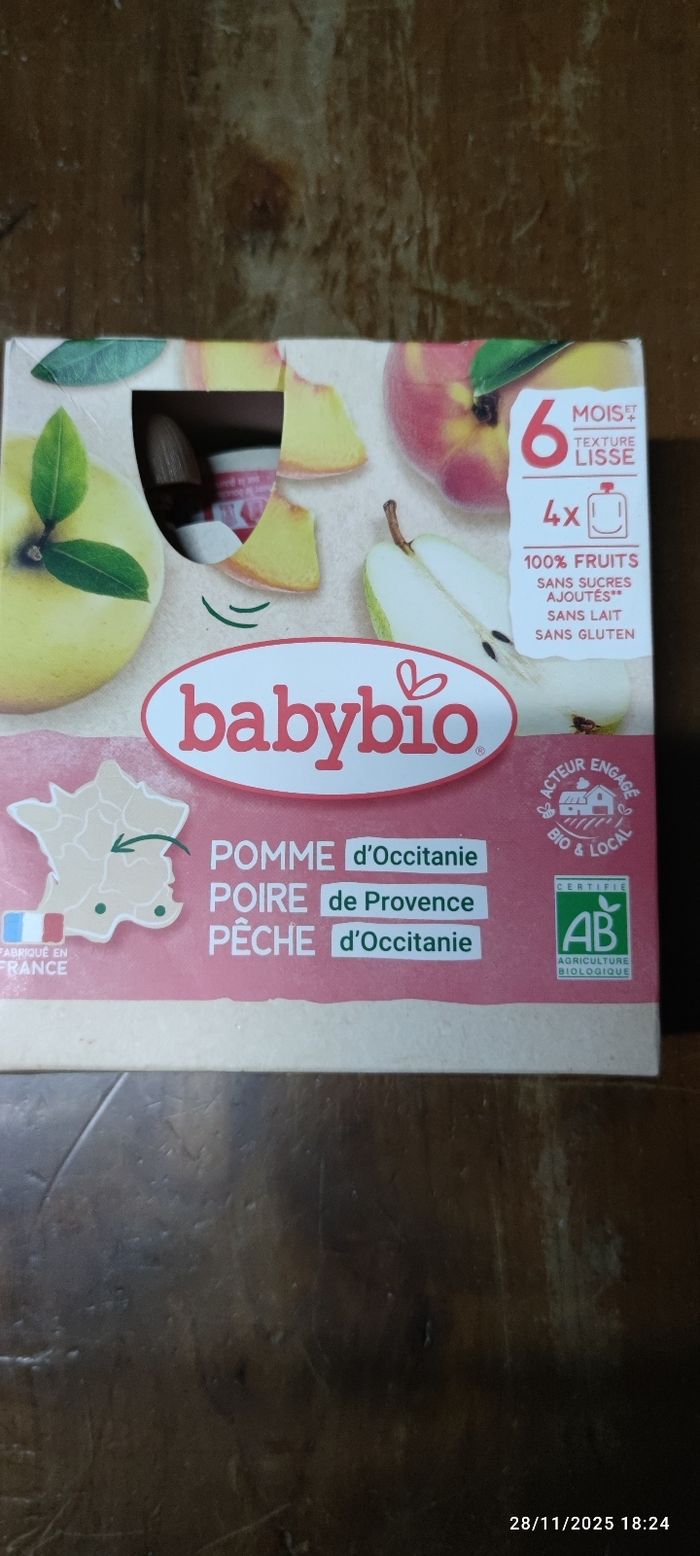 6 MOIS ET +
TEXTURE
LISSE
4x
100% FRUITS
SANS SUCRES
AJOUTÉS**
SANS LAIT
SANS GLUTEN
babybio®
ACTEUR ENGAGÉ
BIO & LOCAL
POMME d'Occitanie
POIRE de Provence
PÊCHE d'Occitanie
FABRIQUÉ EN
FRANCE
CERTIFIÉ
AB
AGRICULTURE
BIOLOGIQUE
28/11/2025 18:24